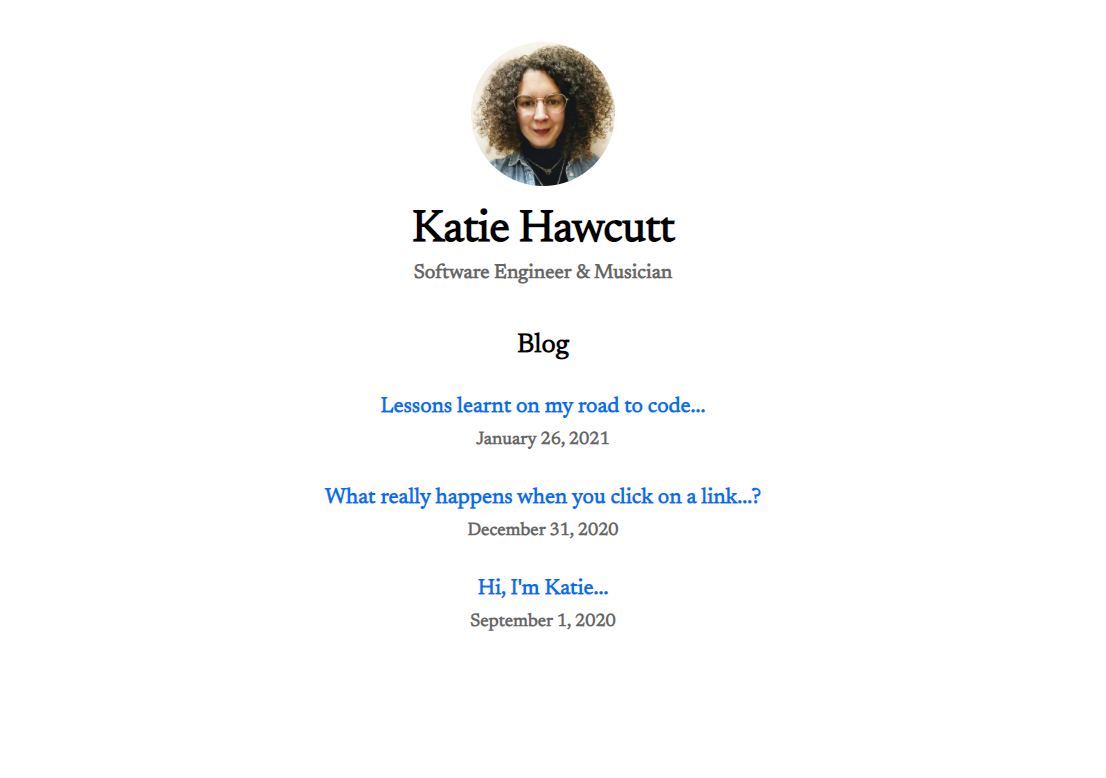 Katie Hawcutt
Software Engineer & Musician
Blog
Lessons learnt on my road to code...
January 26, 2021
What really happens when you click on a link...?
December 31, 2020
Hi, I'm Katie...
September 1, 2020